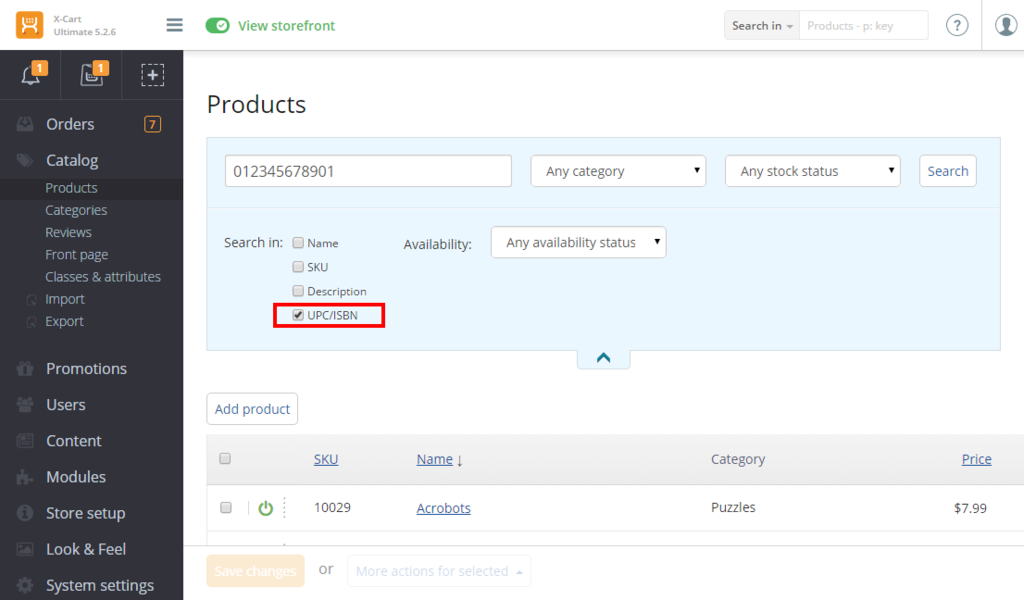 X-Cart
Ultimate 5.2.6
View storefront
Search in
Products - p: key
?
1
1
Orders
7
Catalog
Products
Categories
Reviews
Front page
Classes & attributes
Import
Export
Promotions
Users
Content
Modules
Store setup
Look & Feel
System settings
Products
012345678901
Any category
Any stock status
Search
Search in:
Name
SKU
Description
UPC/ISBN
Availability:
Any availability status
Add product
SKU
Name ↓
Category
Price
10029
Acrobots
Puzzles
$7.99
Save changes
or
More actions for selected